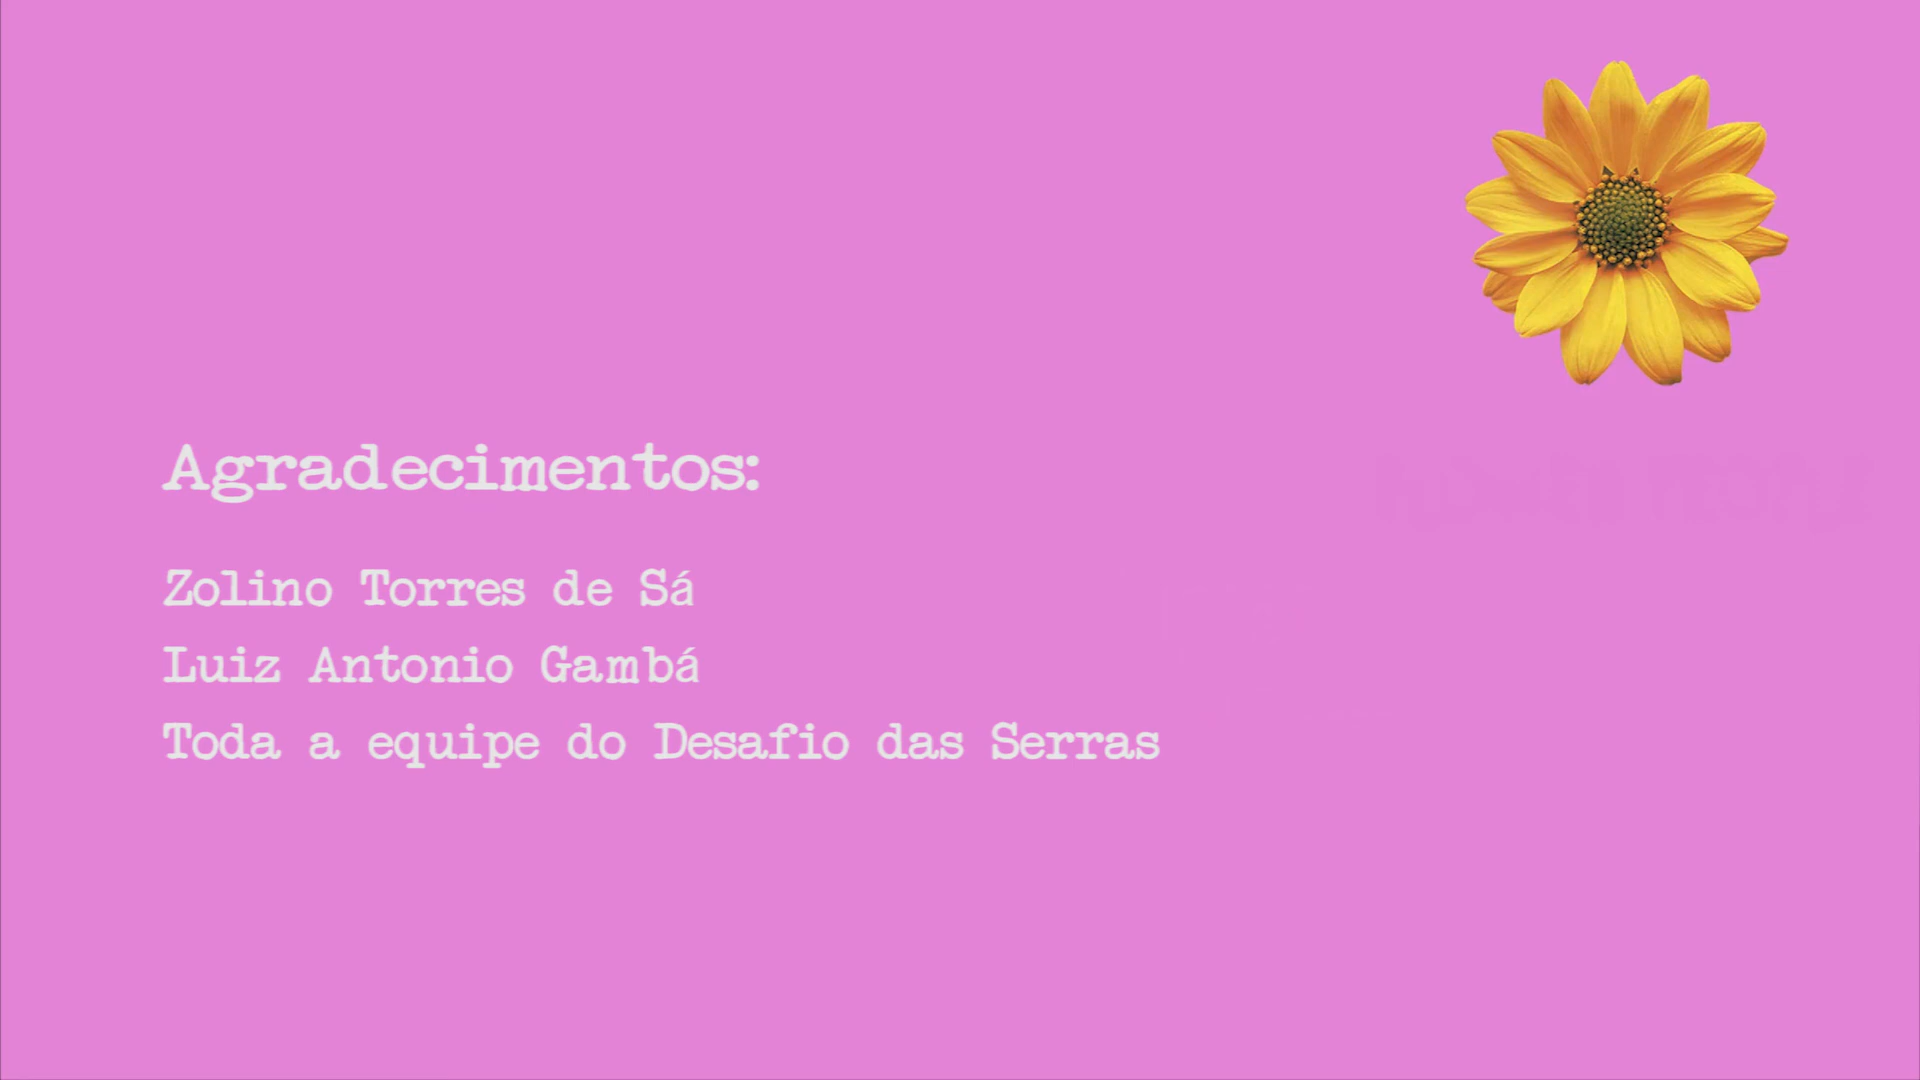 Agradecimentos:
Zolino Torres de Sá
Luiz Antonio Gambá
Toda a equipe do Desafio das Serras